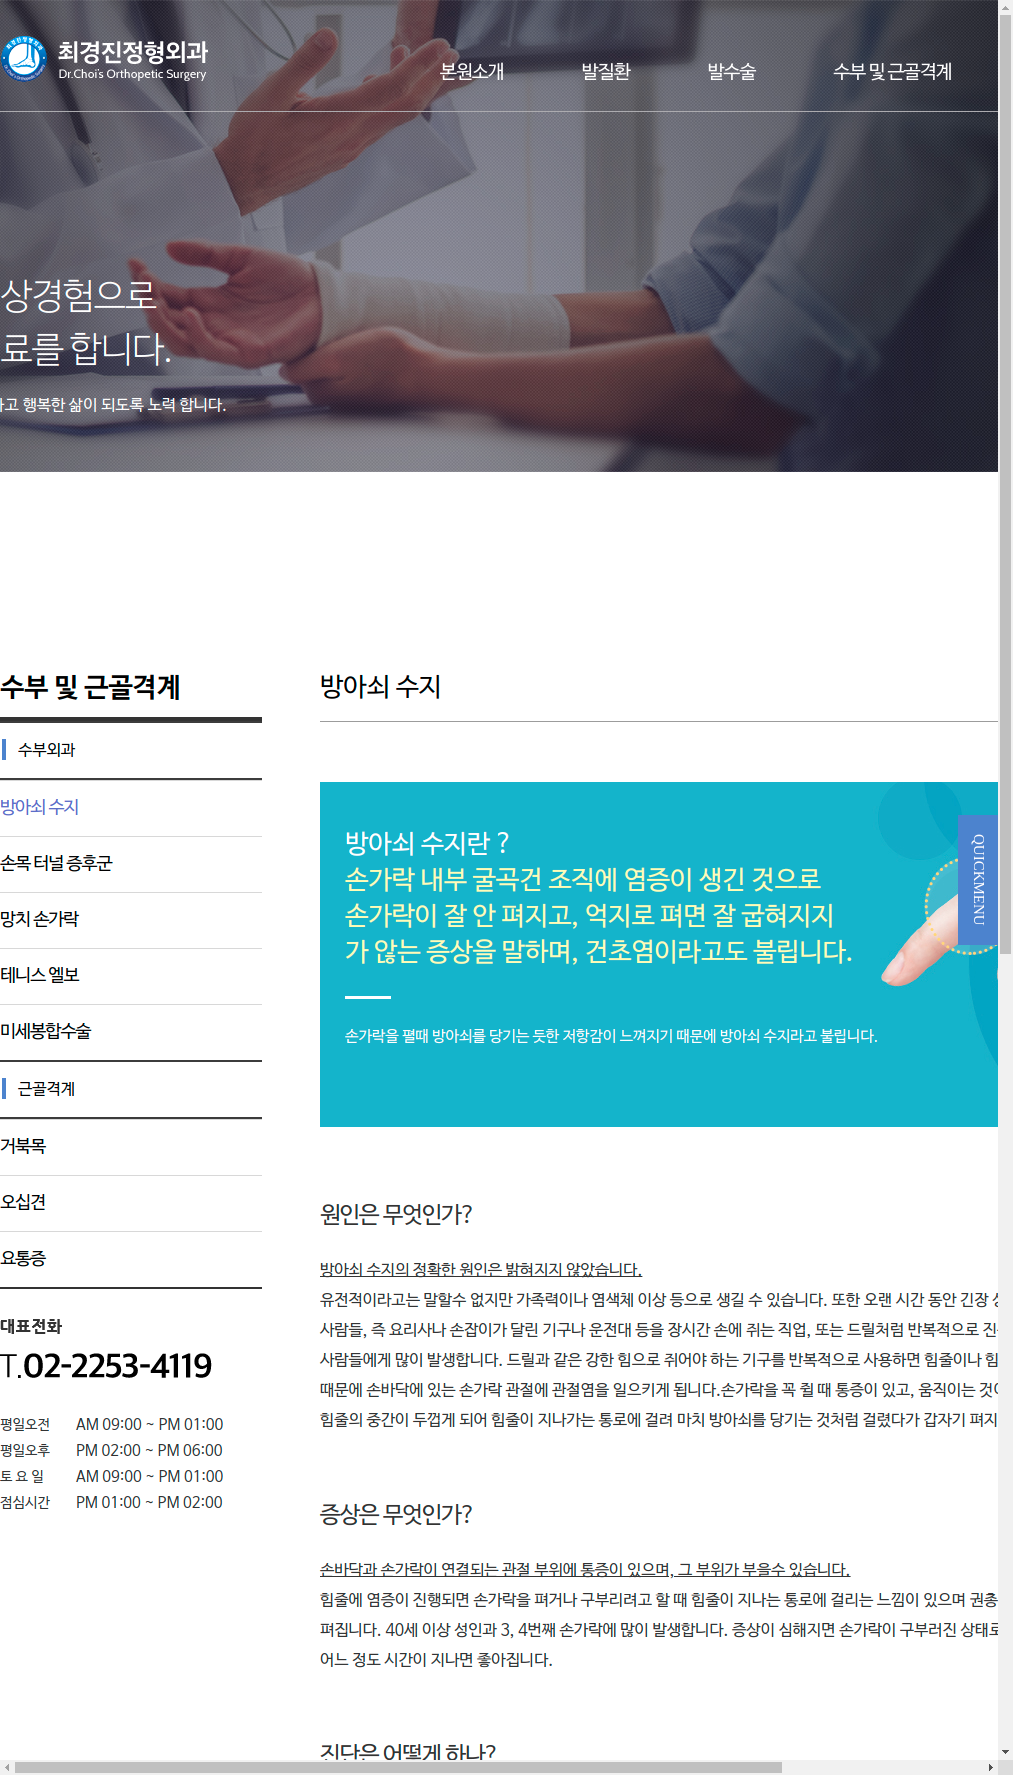 최경진정형외과
Dr.Choi's Orthopetic Surgery
본원소개
발질환
발수술
수부 및 근골격계
상경험으로
료를 합니다.
고 행복한 삶이 되도록 노력 합니다.
수부 및 근골격계
수부외과
방아쇠 수지
손목 터널 증후군
망치 손가락
테니스 엘보
미세봉합수술
근골격계
거북목
오십견
요통증
대표전화
T.02-2253-4119
평일오전 AM 09:00 ~ PM 01:00
평일오후 PM 02:00 ~ PM 06:00
토 요 일 AM 09:00 ~ PM 01:00
점심시간 PM 01:00 ~ PM 02:00
방아쇠 수지
방아쇠 수지란 ?
손가락 내부 굴곡건 조직에 염증이 생긴 것으로
손가락이 잘 안 펴지고, 억지로 펴면 잘 굽혀지지
가 않는 증상을 말하며, 건초염이라고도 불립니다.
손가락을 펼때 방아쇠를 당기는 듯한 저항감이 느껴지기 때문에 방아쇠 수지라고 불립니다.
QUICKMENU
원인은 무엇인가?
방아쇠 수지의 정확한 원인은 밝혀지지 않았습니다.
유전적이라고는 말할수 없지만 가족력이나 염색체 이상 등으로 생길 수 있습니다. 또한 오랜 시간 동안 긴장
사람들, 즉 요리사나 손잡이가 달린 기구나 운전대 등을 장시간 손에 쥐는 직업, 또는 드릴처럼 반복적으로
사람들에게 많이 발생합니다. 드릴과 같은 강한 힘으로 쥐어야 하는 기구를 반복적으로 사용하면 힘줄이나
때문에 손바닥에 있는 손가락 관절에 관절염을 일으키게 됩니다.손가락을 꼭 쥘 때 통증이 있고, 움직이는
힘줄의 중간이 두껍게 되어 힘줄이 지나가는 통로에 걸려 마치 방아쇠를 당기는 것처럼 걸렸다가 갑자기 펴지
증상은 무엇인가?
손바닥과 손가락이 연결되는 관절 부위에 통증이 있으며, 그 부위가 부을수 있습니다.
힘줄에 염증이 진행되면 손가락을 펴거나 구부리려고 할 때 힘줄이 지나는 통로에 걸리는 느낌이 있으며 권총
펴집니다. 40세 이상 성인과 3, 4번째 손가락에 많이 발생합니다. 증상이 심해지면 손가락이 구부러진 상태로
어느 정도 시간이 지나면 좋아집니다.
진단은 어떻게 하나?